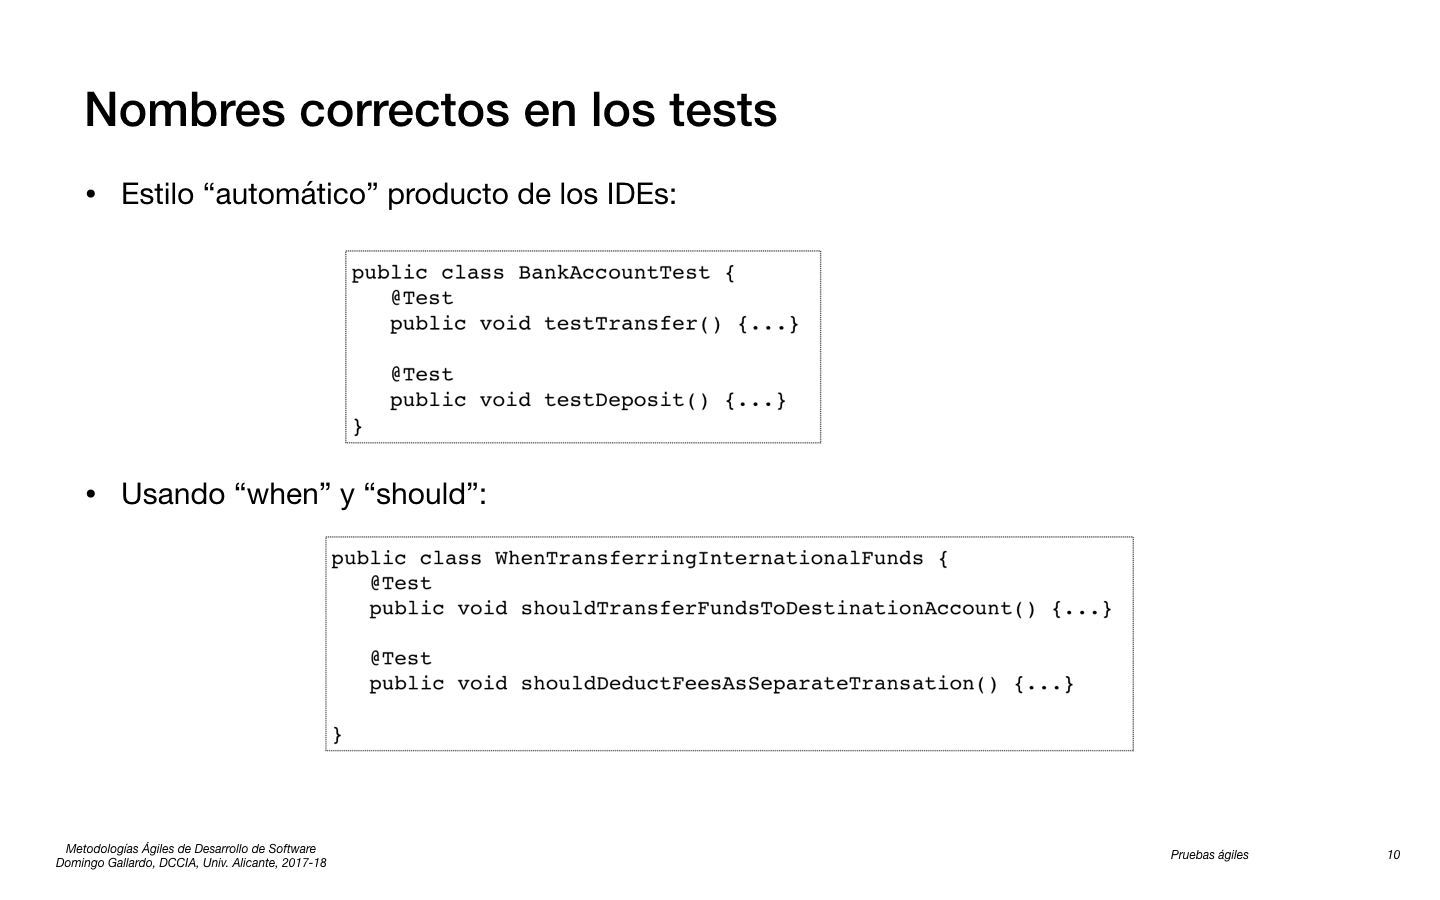 Nombres correctos en los tests
• Estilo “automático” producto de los IDEs:
public class BankAccountTest {
@Test
public void testTransfer() {...}
@Test
public void testDeposit() {...}
}
• Usando “when” y “should”:
public class WhenTransferringInternationalFunds {
@Test
public void shouldTransferFundsToDestinationAccount() {...}
@Test
public void shouldDeductFeesAsSeparateTransation() {...}
}
Metodologías Ágiles de Desarrollo de Software
Domingo Gallardo, DCCIA, Univ. Alicante, 2017-18
Pruebas ágiles
10